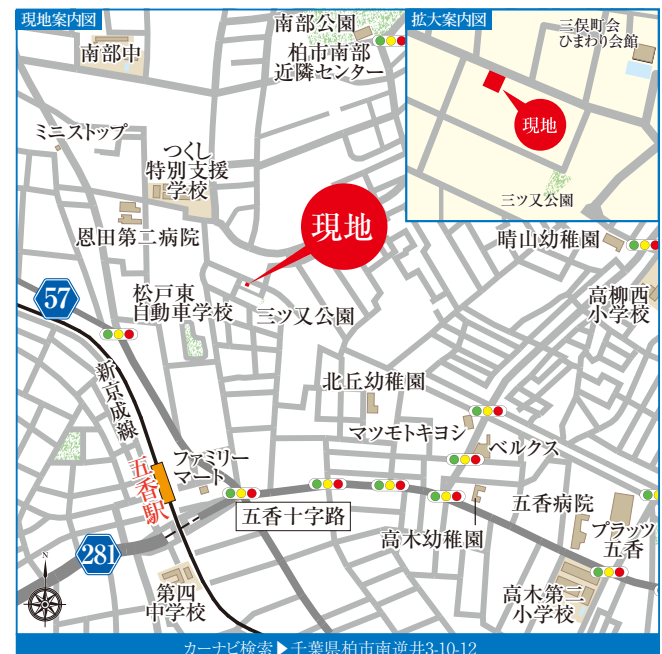 現地案内図
南部公園
柏市南部
近隣センター
南部中
拡大案内図
三俣町会
ひまわり会館
現地
三ツ又公園
ミニストップ
つくし
特別支援
学校
恩田第二病院
現地
晴山幼稚園
高柳西
小学校
57
松戸東
自動車学校
三ツ又公園
新京成線
北丘幼稚園
マツモトキヨシ
ベルクス
ファミリー
マート
五香駅
五香十字路
五香病院
プラッツ
五香
高木幼稚園
281
第四
中学校
高木第二
小学校
N
カーナビ検索▶千葉県柏市南逆井3-10-12